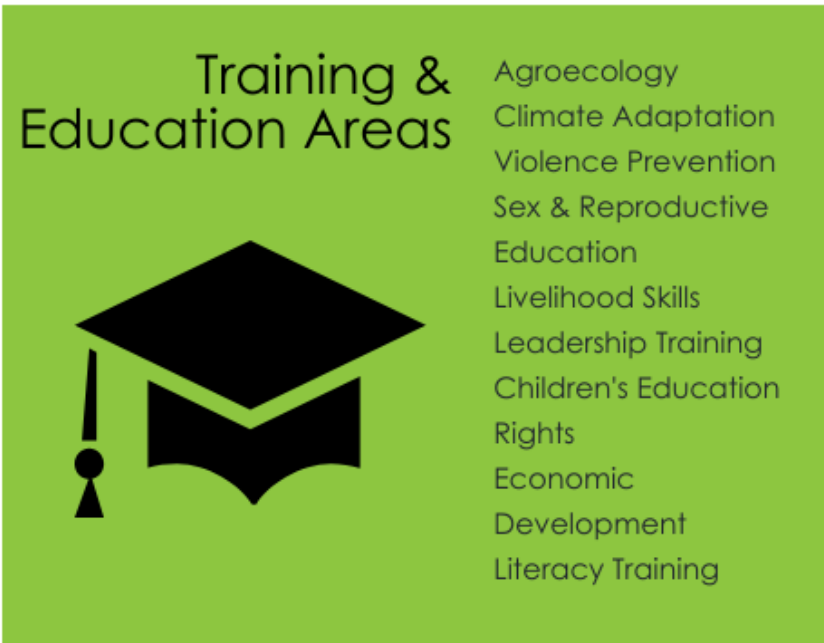 Training &
Education Areas
Agroecology
Climate Adaptation
Violence Prevention
Sex & Reproductive
Education
Livelihood Skills
Leadership Training
Children's Education
Rights
Economic
Development
Literacy Training